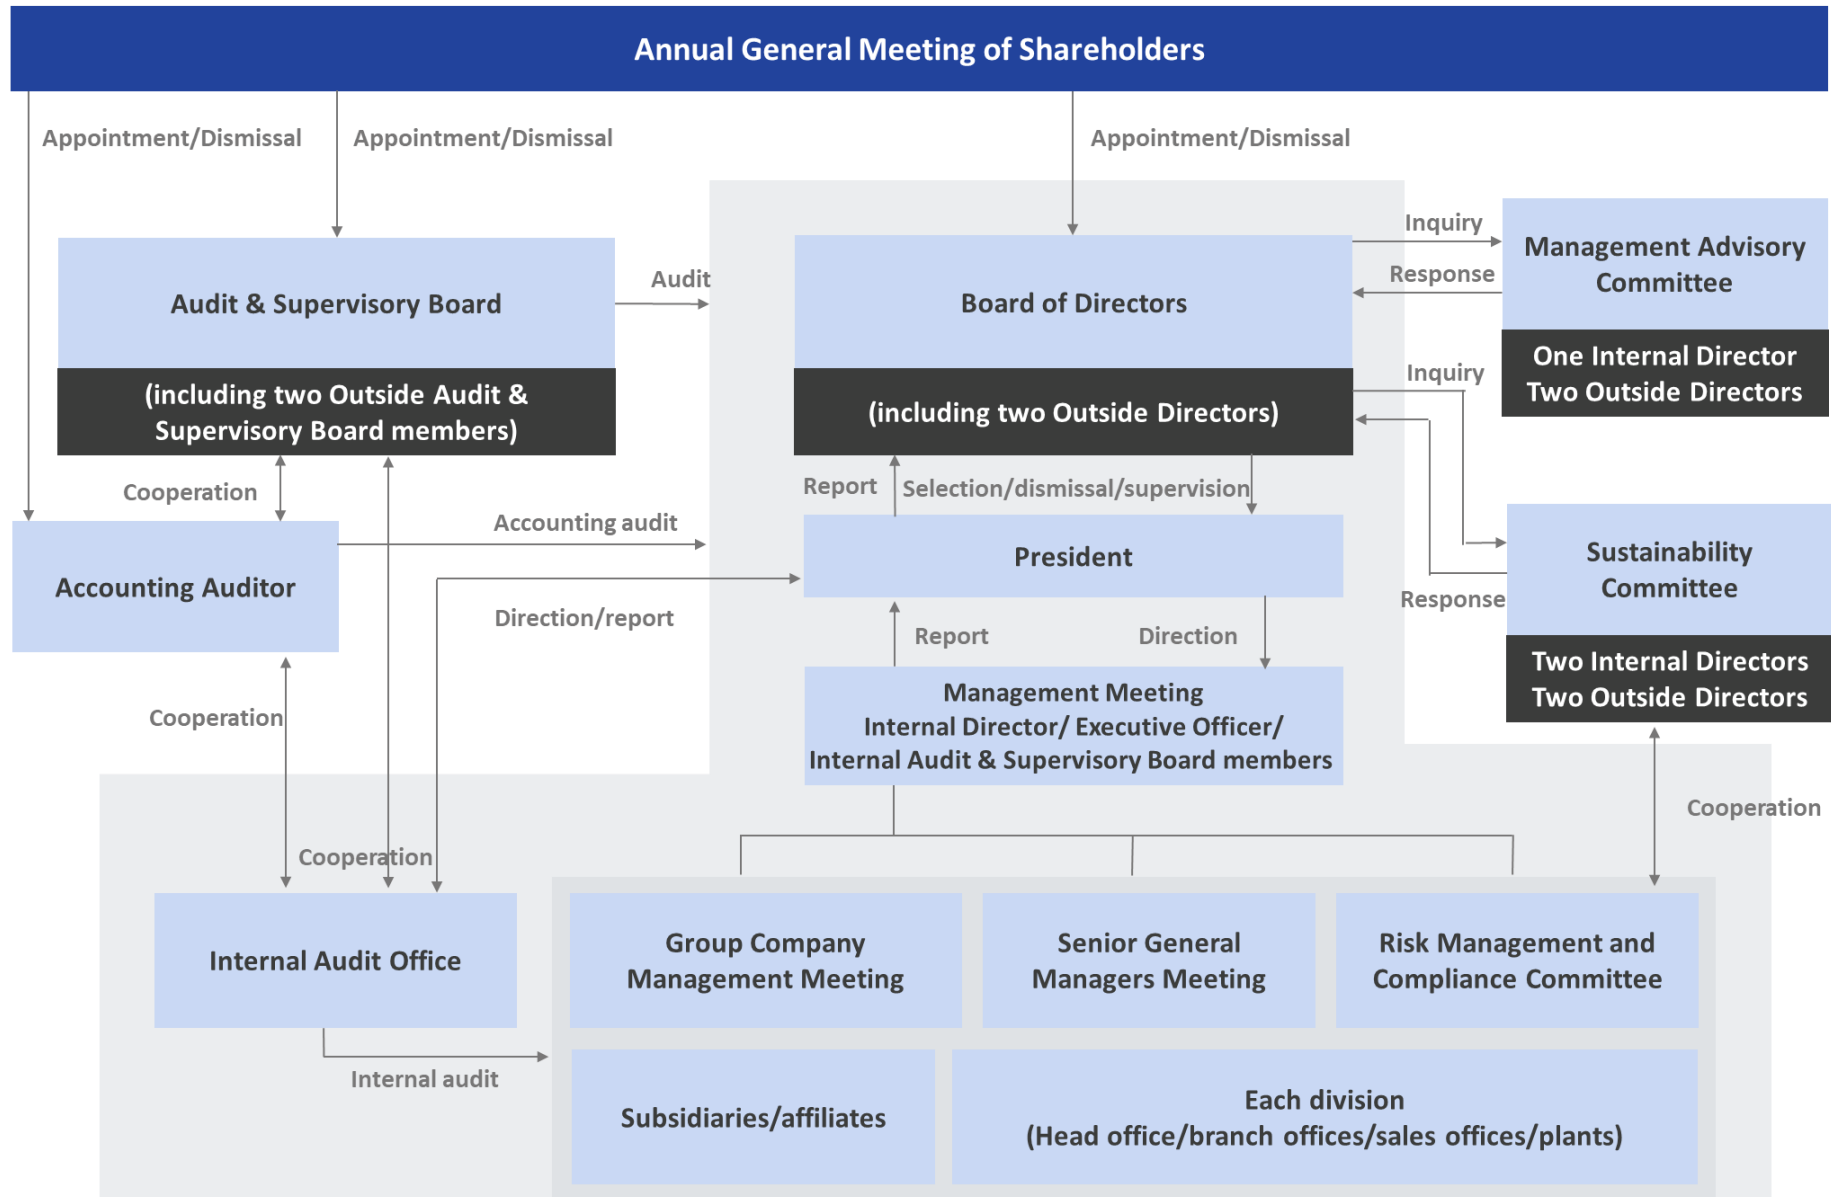 Annual General Meeting of Shareholders
Appointment/Dismissal
Appointment/Dismissal
Appointment/Dismissal
Audit & Supervisory Board
(including two Outside Audit &
Supervisory Board members)
Audit
Board of Directors
(including two Outside Directors)
Inquiry
Response
Management Advisory
Committee
One Internal Director
Two Outside Directors
Inquiry
Response
Sustainability
Committee
Two Internal Directors
Two Outside Directors
Cooperation
Accounting Auditor
Accounting audit
Report
Selection/dismissal/supervision
President
Direction/report
Report
Direction
Management Meeting
Internal Director/ Executive Officer/
Internal Audit & Supervisory Board members
Cooperation
Cooperation
Cooperation
Internal Audit Office
Internal audit
Group Company
Management Meeting
Senior General
Managers Meeting
Risk Management and
Compliance Committee
Subsidiaries/affiliates
Each division
(Head office/branch offices/sales offices/plants)